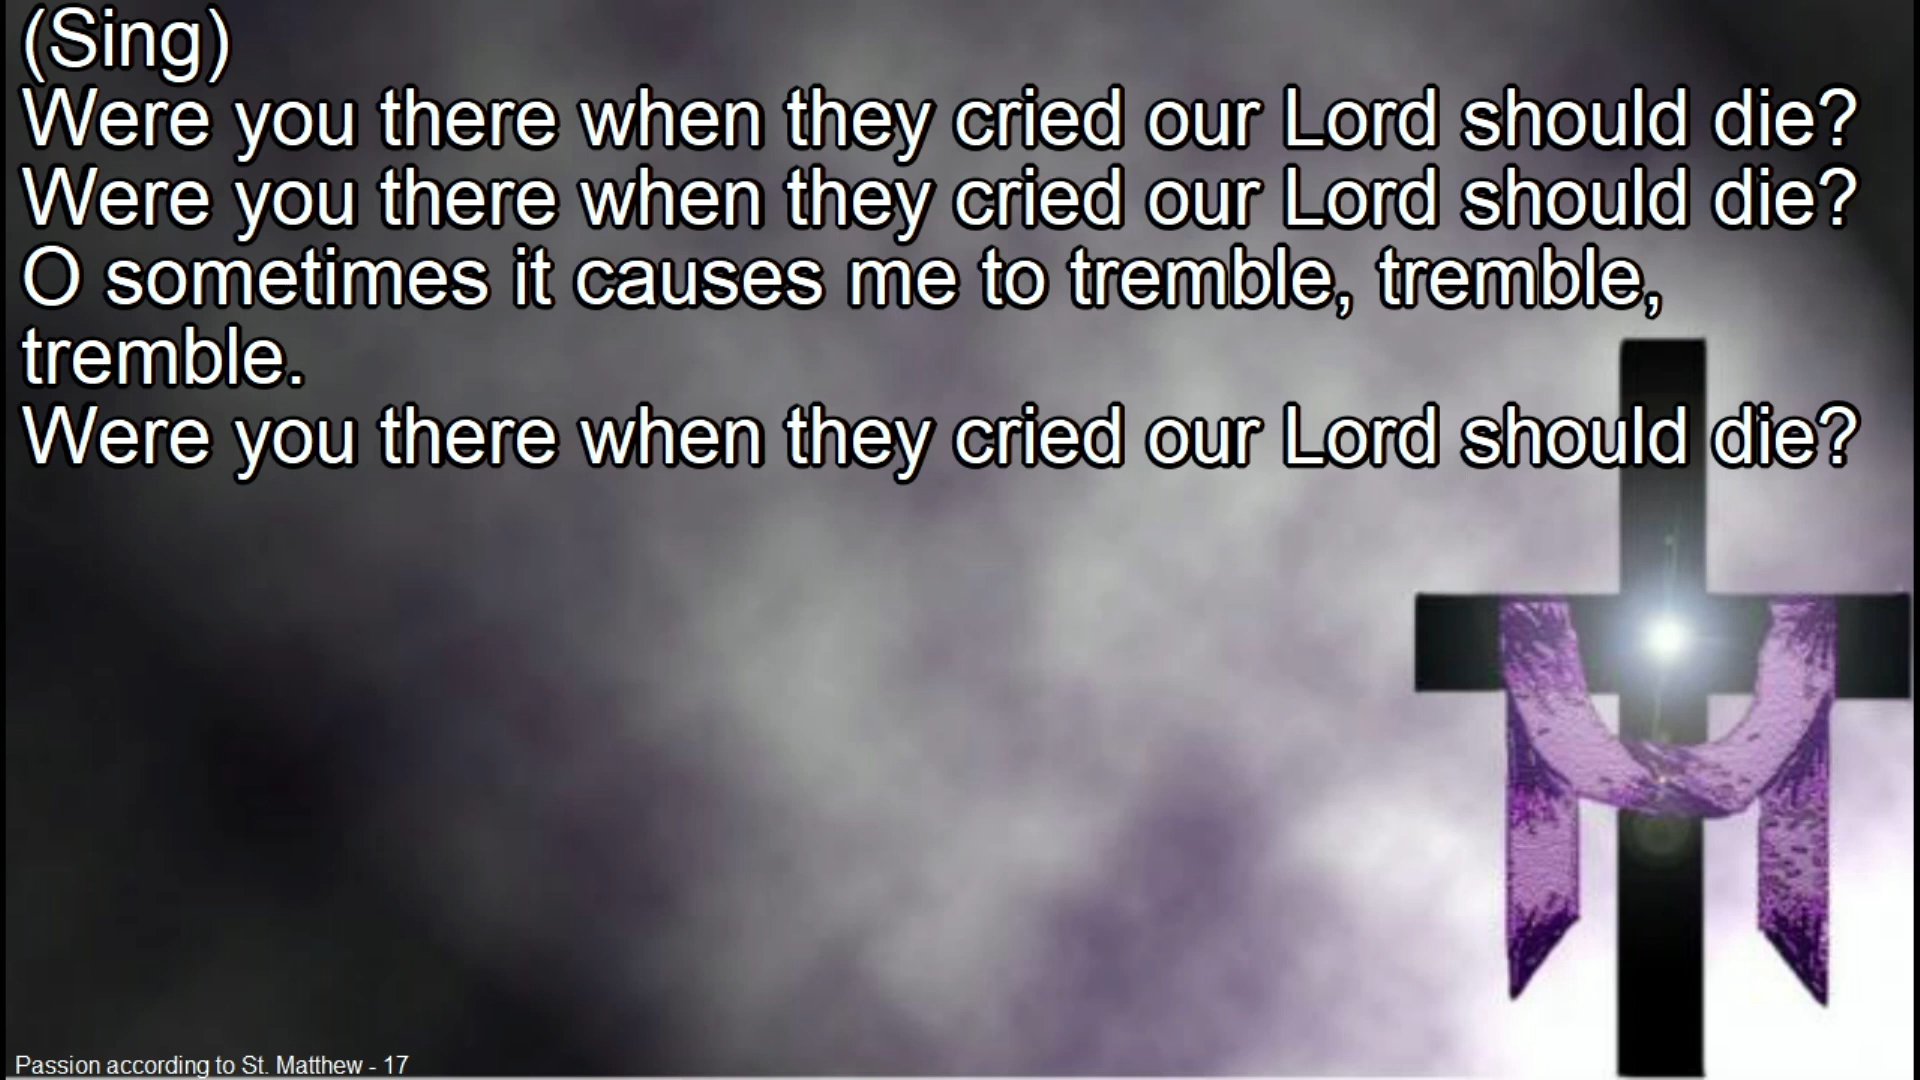 (Sing)
Were you there when they cried our Lord should die?
Were you there when they cried our Lord should die?
O sometimes it causes me to tremble, tremble,
tremble.
Were you there when they cried our Lord should die?
Passion according to St. Matthew - 17